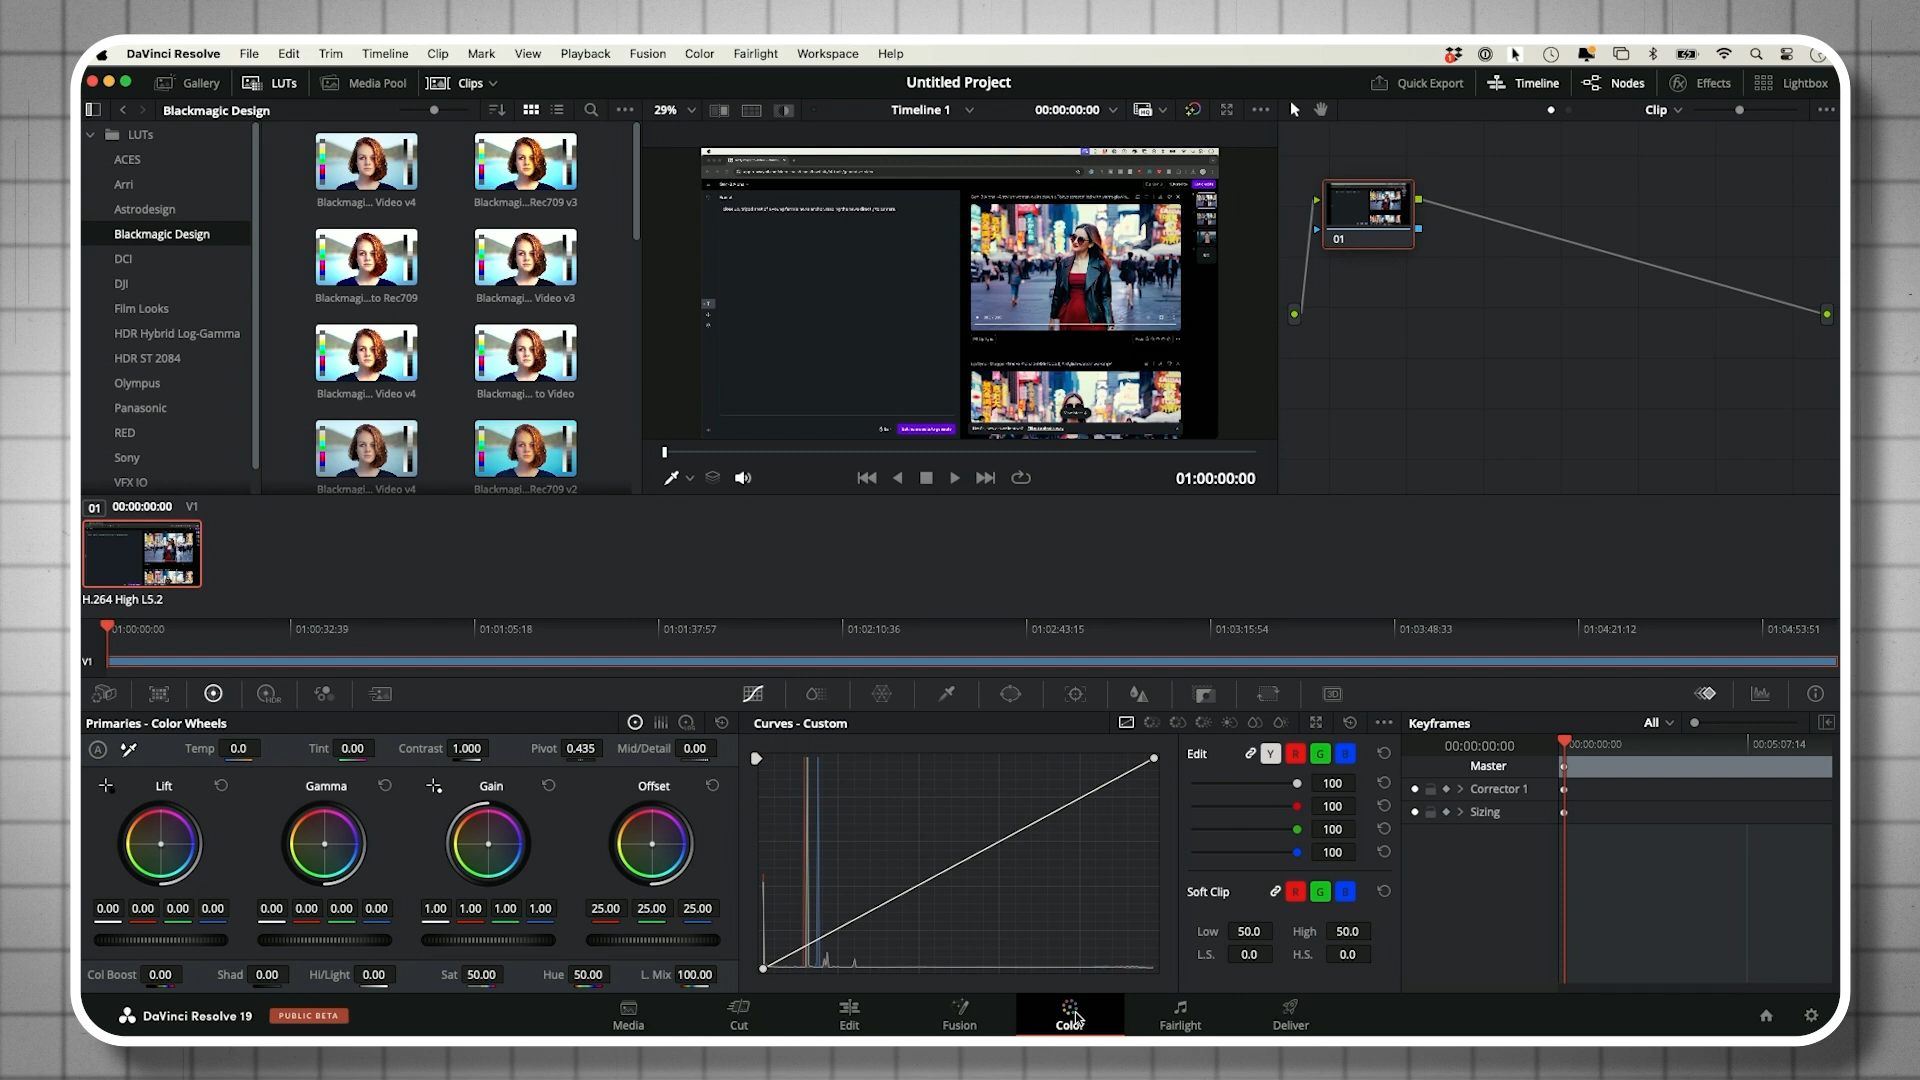 DaVinci Resolve File Edit Trim Timeline Clip Mark View Playback Fusion Color Fairlight Workspace Help
Gallery LUTs Media Pool Clips Untitled Project Quick Export Timeline Nodes Effects Lightbox
Blackmagic Design 29% Timeline 1 00:00:00:00 Clip
LUTs
ACES
Arri
Astrodesign
Blackmagic Design
DCI
DJI
Film Looks
HDR Hybrid Log-Gamma
HDR ST 2084
Olympus
Panasonic
RED
Sony
VFX IO
Blackmagi... Video v4 Blackmagi...Rec709 v3
Blackmagi...to Rec709 Blackmagi... Video v3
Blackmagi... Video v4 Blackmagi... to Video
Blackmagi... Video v4 Blackmagi...Rec709 v2
01:00:00:00
01
01 00:00:00:00 V1
H.264 High L5.2
01:00:00:00 01:00:32:39 01:01:05:18 01:01:37:57 01:02:10:36 01:02:43:15 01:03:15:54 01:03:48:33 01:04:21:12 01:04:53:51
V1
HDR
3D
Primaries - Color Wheels
Temp 0.0 Tint 0.00 Contrast 1.000 Pivot 0.435 Mid/Detail 0.00
Lift Gamma Gain Offset
0.00 0.00 0.00 0.00 0.00 0.00 0.00 0.00 1.00 1.00 1.00 1.00 25.00 25.00 25.00
Col Boost 0.00 Shad 0.00 Hi/Light 0.00 Sat 50.00 Hue 50.00 L. Mix 100.00
Curves - Custom
Edit Y R G B
100
100
100
100
Soft Clip R G B
Low 50.0 High 50.0
L.S. 0.0 H.S. 0.0
Keyframes All
00:00:00:00 00:00:00:00 00:05:07:14
Master
Corrector 1
Sizing
DaVinci Resolve 19 PUBLIC BETA Media Cut Edit Fusion Color Fairlight Deliver